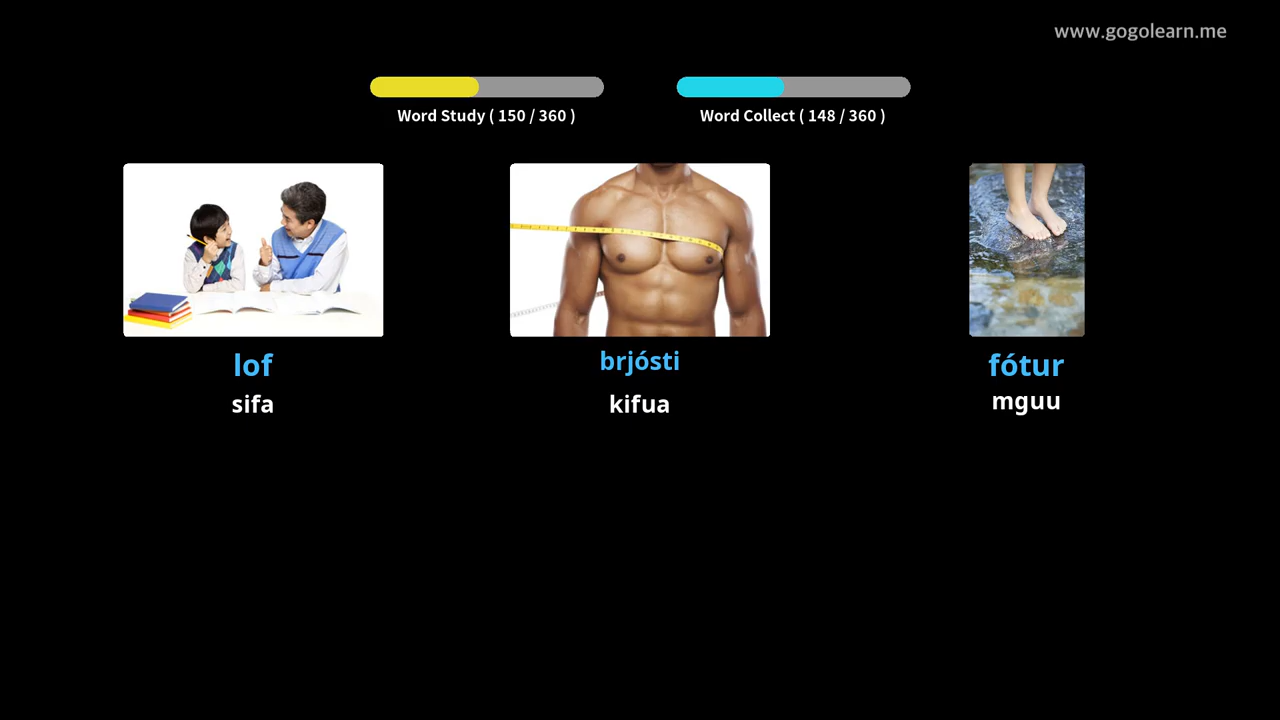 www.gogolearn.me
Word Study ( 150 / 360 )
Word Collect ( 148 / 360 )
lof
sifa
brjósti
kifua
fótur
mguu